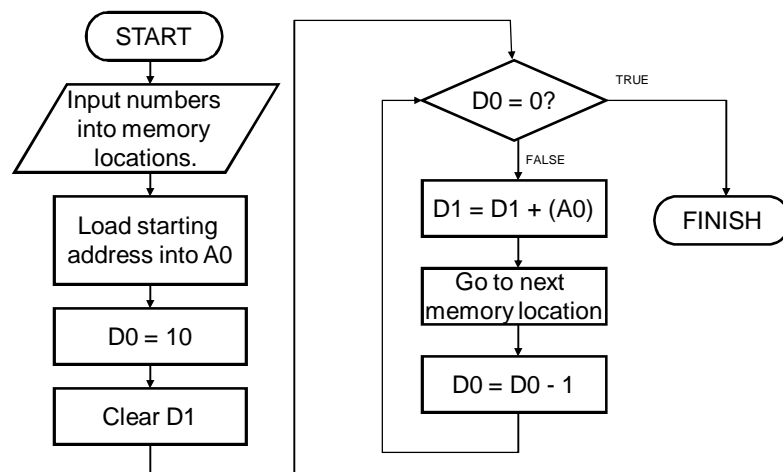 START
Input numbers
into memory
locations.
Load starting
address into A0
D0 = 10
Clear D1
D0 = 0?
TRUE
FALSE
D1 = D1 + (A0)
Go to next
memory location
D0 = D0 - 1
FINISH